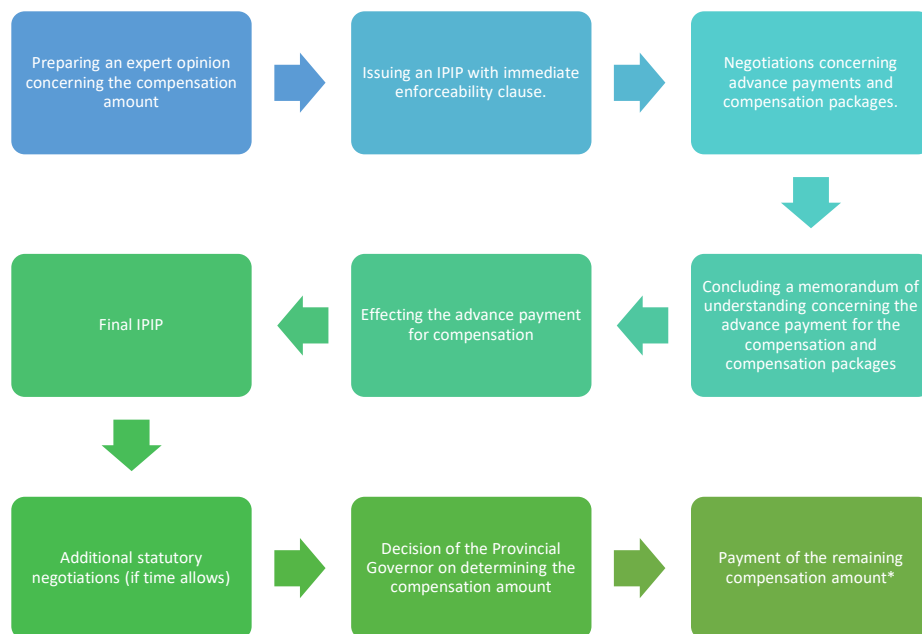 Preparing an expert opinion
concerning the compensation
amount
Issuing an IPIP with immediate
enforceability clause.
Negotiations concerning
advance payments and
compensation packages.
Concluding a memorandum of
understanding concerning the
advance payment for the
compensation and
compensation packages
Effecting the advance payment
for compensation
Final IPIP
Additional statutory
negotiations (if time allows)
Decision of the Provincial
Governor on determining the
compensation amount
Payment of the remaining
compensation amount*